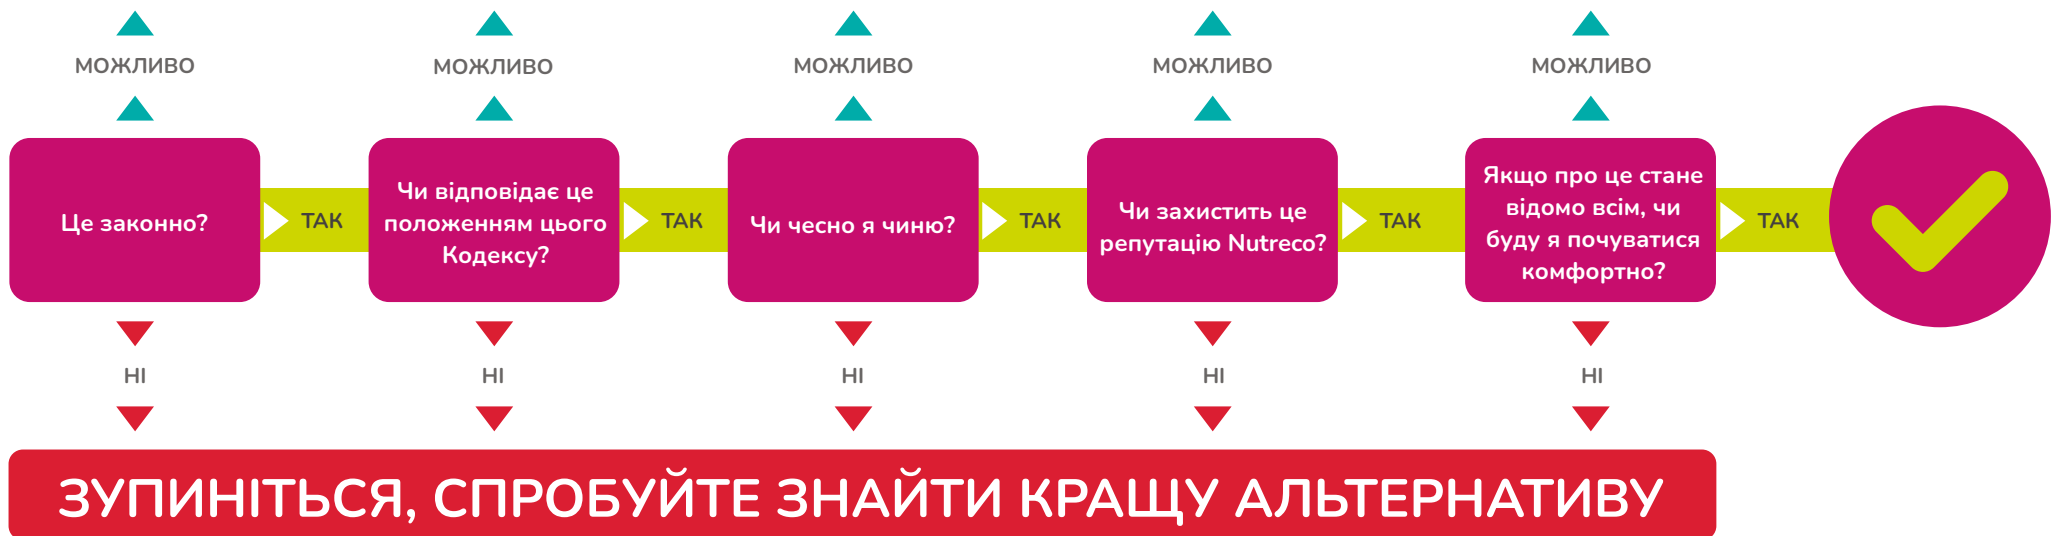 МОЖЛИВО
МОЖЛИВО
МОЖЛИВО
МОЖЛИВО
МОЖЛИВО
Це законно?
ТАК
Чи відповідає це
положенням цього
Кодексу?
ТАК
Чи чесно я чиню?
ТАК
Чи захистить це
репутацію Nutreco?
ТАК
Якщо про це стане
відомо всім, чи
буду я почуватися
комфортно?
ТАК
НІ
НІ
НІ
НІ
НІ
ЗУПИНІТЬСЯ, СПРОБУЙТЕ ЗНАЙТИ КРАЩУ АЛЬТЕРНАТИВУ